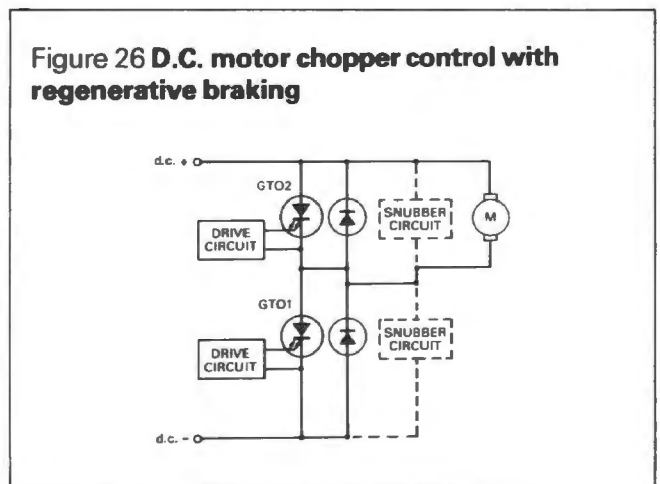 Figure 26 D.C. motor chopper control with
regenerative braking
d.c. +
GTO2
SNUBBER
CIRCUIT
M
DRIVE
CIRCUIT
GTO1
SNUBBER
CIRCUIT
DRIVE
CIRCUIT
d.c. -